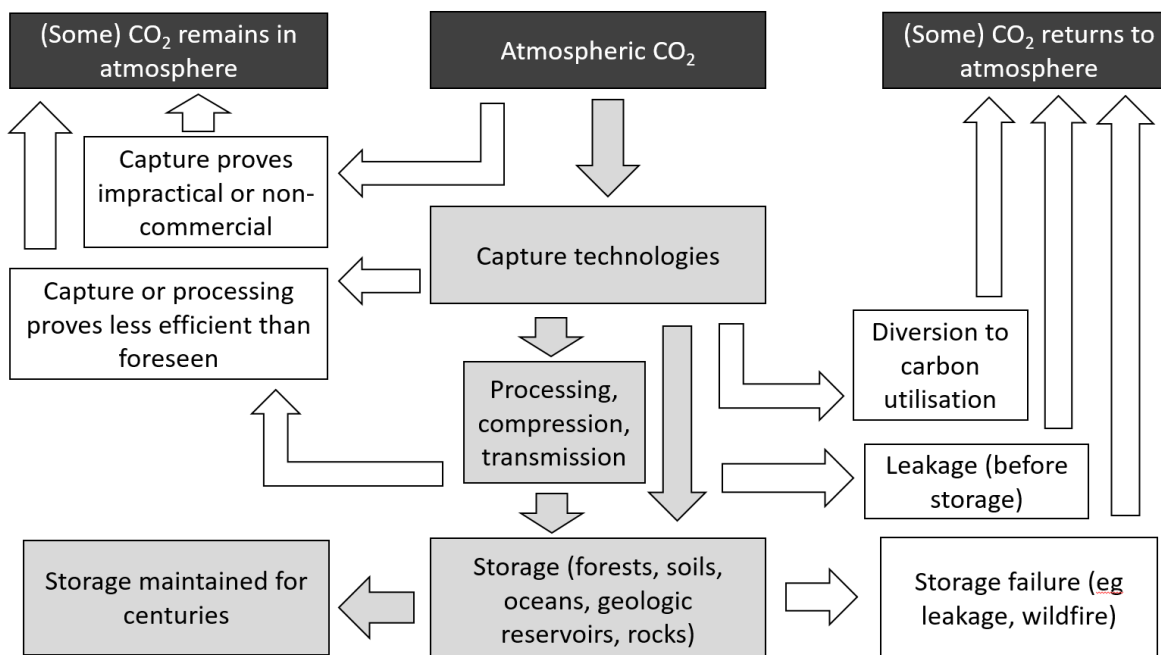 (Some) CO₂ remains in
atmosphere
Atmospheric CO₂
(Some) CO₂ returns to
atmosphere
Capture proves
impractical or non-
commercial
Capture technologies
Capture or processing
proves less efficient than
foreseen
Processing,
compression,
transmission
Diversion to
carbon
utilisation
Leakage (before
storage)
Storage maintained for
centuries
Storage (forests, soils,
oceans, geologic
reservoirs, rocks)
Storage failure (eg
leakage, wildfire)